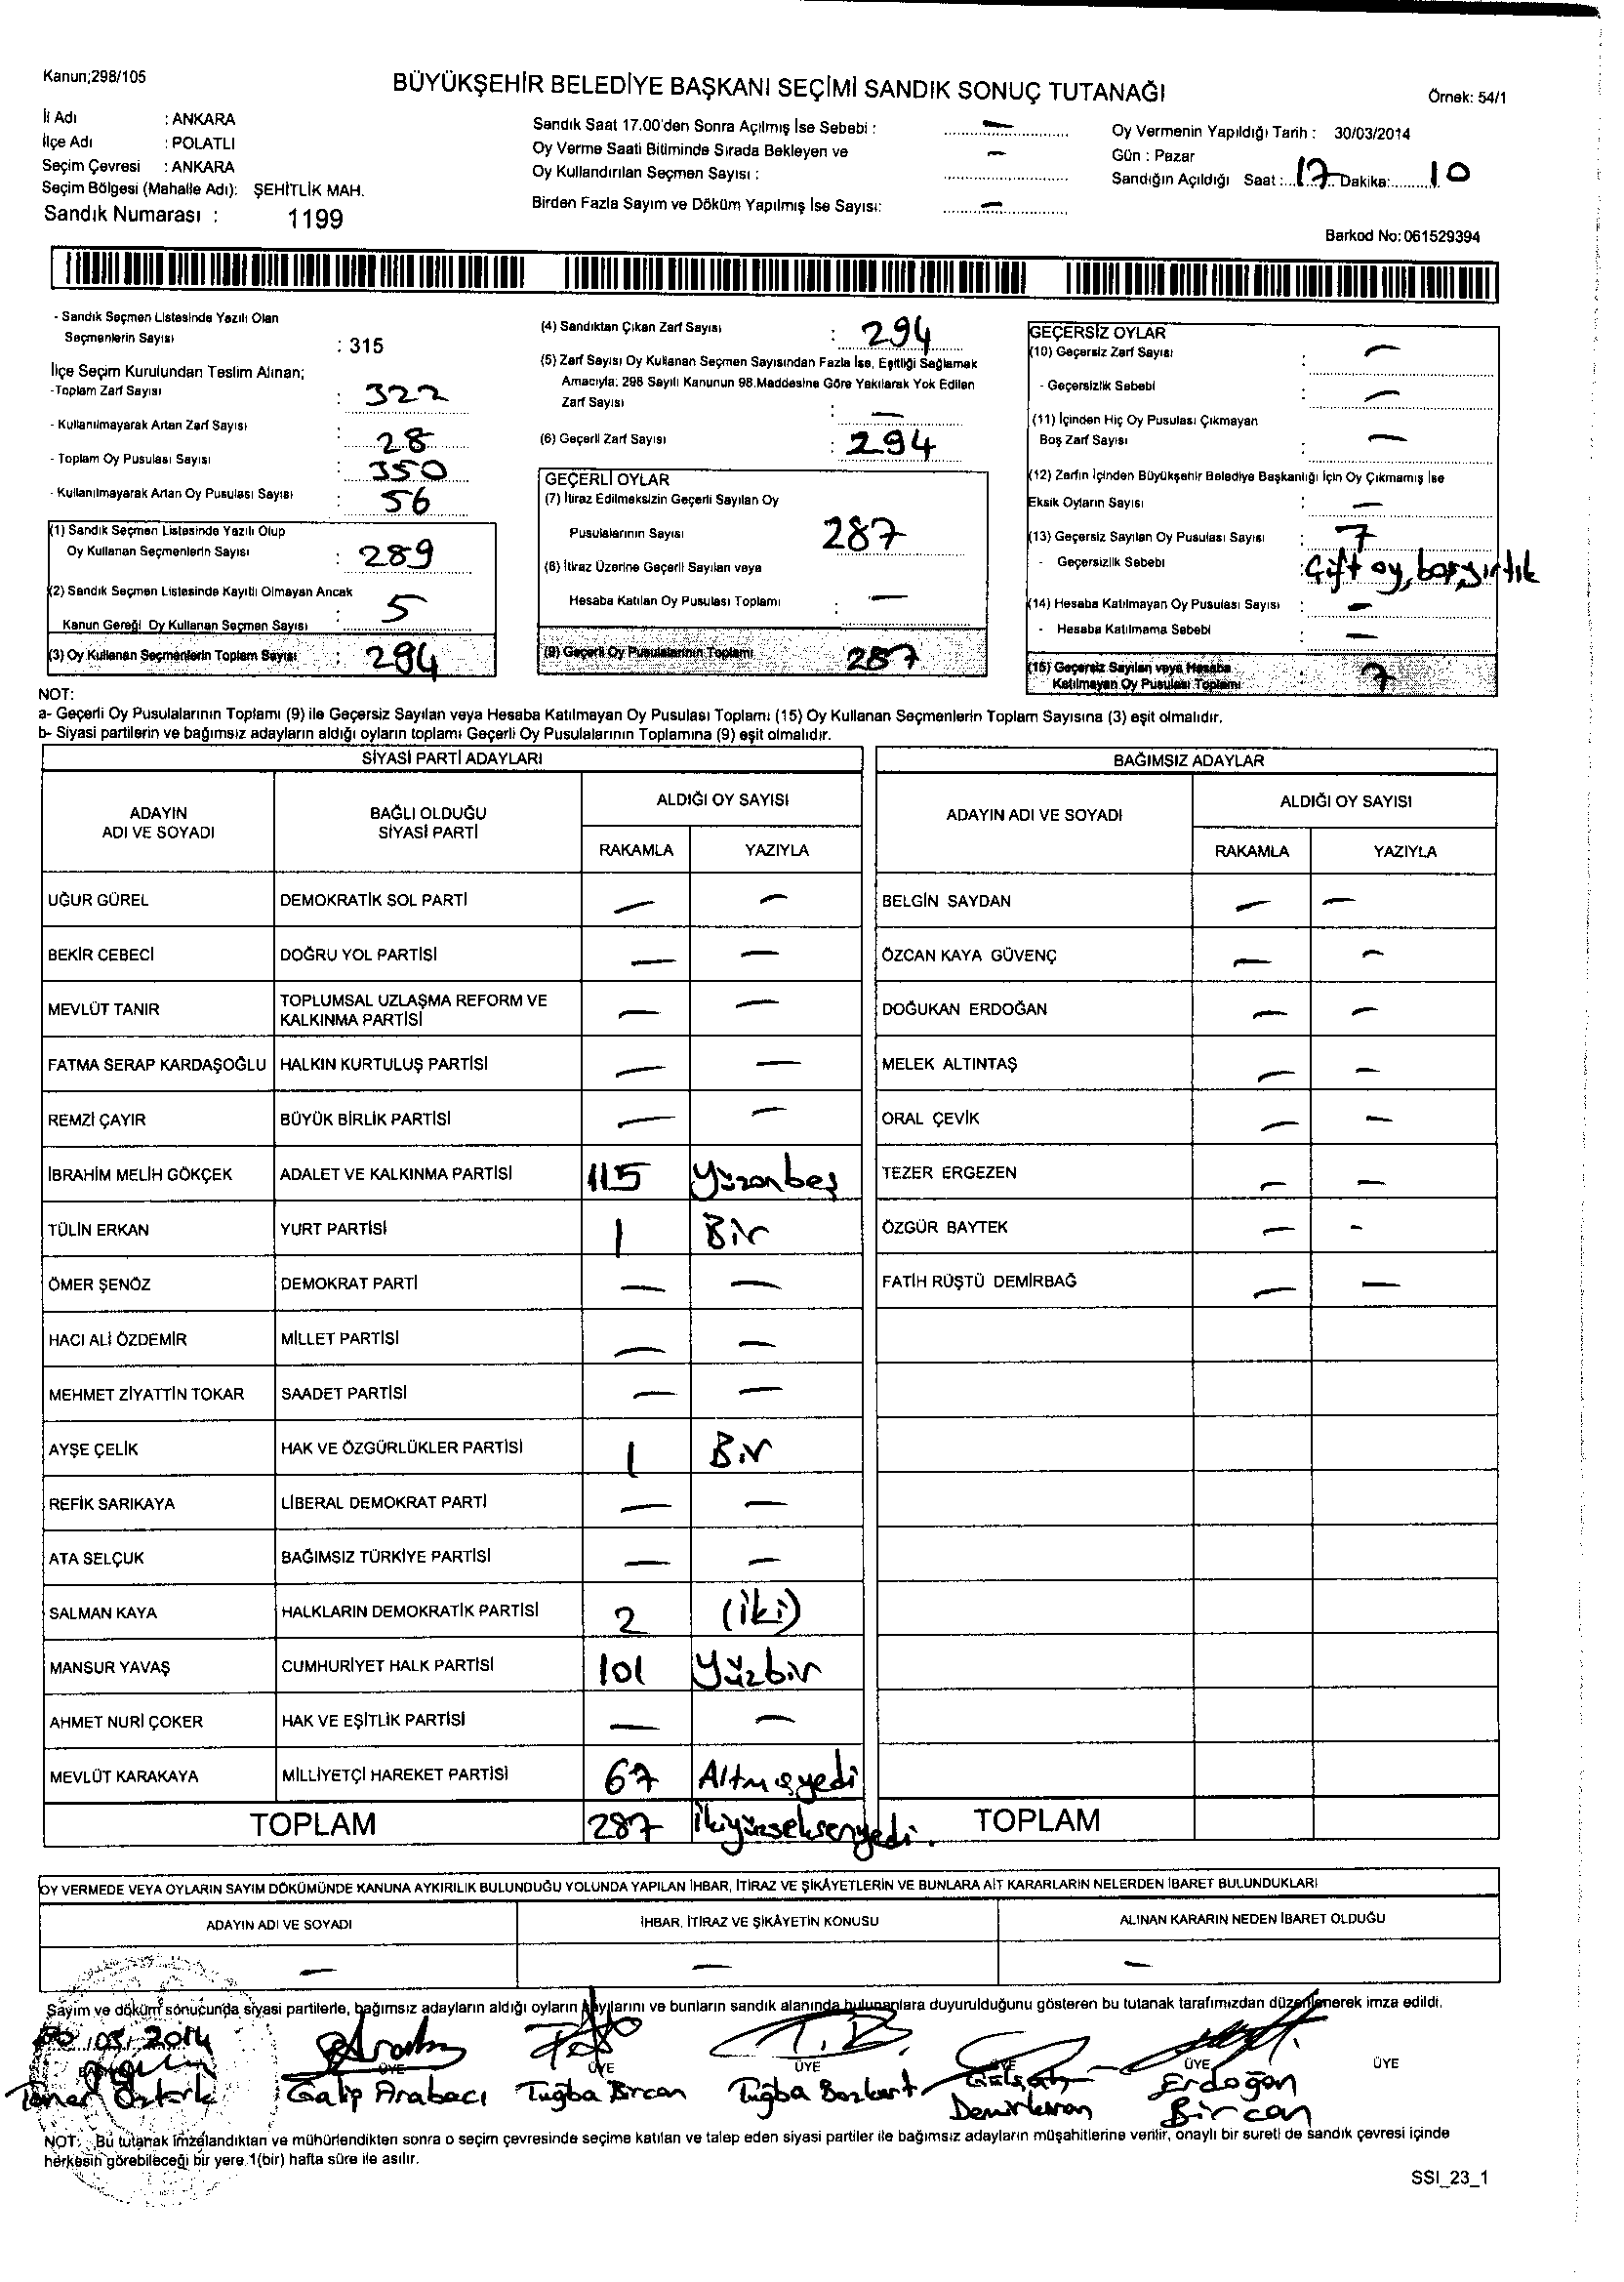 Kanun;298/105
BÜYÜKŞEHİR BELEDİYE BAŞKANI SEÇİMİ SANDIK SONUÇ TUTANAĞI
Örnek: 54/1
İl Adı : ANKARA
İlçe Adı : POLATLI
Seçim Çevresi : ANKARA
Seçim Bölgesi (Mahalle Adı): ŞEHİTLİK MAH.
Sandık Numarası : 1199
Sandık Saat 17.00'den Sonra Açılmış İse Sebebi : —
Oy Verme Saati Bitiminde Sırada Bekleyen ve
Oy Kullandırılan Seçmen Sayısı : —
Birden Fazla Sayım ve Döküm Yapılmış İse Sayısı: —
Oy Vermenin Yapıldığı Tarih : 30/03/2014
Gün : Pazar
Sandığın Açıldığı Saat : 17 Dakika: 10
Barkod No: 061529394
- Sandık Seçmen Listesinde Yazılı Olan
Seçmenlerin Sayısı : 315
İlçe Seçim Kurulundan Teslim Alınan;
-Toplam Zarf Sayısı : 322
- Kullanılmayarak Artan Zarf Sayısı : 28
- Toplam Oy Pusulası Sayısı : 350
- Kullanılmayarak Artan Oy Pusulası Sayısı : 56
(1) Sandık Seçmen Listesinde Yazılı Olup
Oy Kullanan Seçmenlerin Sayısı : 289
(2) Sandık Seçmen Listesinde Kayıtlı Olmayan Ancak
Kanun Gereği Oy Kullanan Seçmen Sayısı : 5
(3) Oy Kullanan Seçmenlerin Toplam Sayısı : 294
(4) Sandıktan Çıkan Zarf Sayısı : 294
(5) Zarf Sayısı Oy Kullanan Seçmen Sayısından Fazla İse, Eşitliği Sağlamak
Amacıyla; 298 Sayılı Kanunun 98.Maddesine Göre Yakılarak Yok Edilen
Zarf Sayısı : —
(6) Geçerli Zarf Sayısı : 294
GEÇERLİ OYLAR
(7) İtiraz Edilmeksizin Geçerli Sayılan Oy
Pusulalarının Sayısı 287
(8) İtiraz Üzerine Geçerli Sayılan veya
Hesaba Katılan Oy Pusulası Toplamı : —
(9) Geçerli Oy Pusulalarının Toplamı 287
GEÇERSİZ OYLAR
(10) Geçersiz Zarf Sayısı : —
- Geçersizlik Sebebi : —
(11) İçinden Hiç Oy Pusulası Çıkmayan
Boş Zarf Sayısı : —
(12) Zarfın İçinden Büyükşehir Belediye Başkanlığı İçin Oy Çıkmamış İse
Eksik Oyların Sayısı : —
(13) Geçersiz Sayılan Oy Pusulası Sayısı : 7
- Geçersizlik Sebebi : Çift oy, boş, yırtık
(14) Hesaba Katılmayan Oy Pusulası Sayısı : —
- Hesaba Katılmama Sebebi : —
(15) Geçersiz Sayılan veya Hesaba
Katılmayan Oy Pusulası Toplamı : 7
NOT:
a- Geçerli Oy Pusulalarının Toplamı (9) ile Geçersiz Sayılan veya Hesaba Katılmayan Oy Pusulası Toplamı (15) Oy Kullanan Seçmenlerin Toplam Sayısına (3) eşit olmalıdır.
b- Siyasi partilerin ve bağımsız adayların aldığı oyların toplamı Geçerli Oy Pusulalarının Toplamına (9) eşit olmalıdır.
SİYASİ PARTİ ADAYLARI
ADAYIN ADI VE SOYADI BAĞLI OLDUĞU SİYASİ PARTİ ALDIĞI OY SAYISI
RAKAMLA YAZIYLA
UĞUR GÜREL DEMOKRATİK SOL PARTİ — —
BEKİR CEBECİ DOĞRU YOL PARTİSİ — —
MEVLÜT TANIR TOPLUMSAL UZLAŞMA REFORM VE KALKINMA PARTİSİ — —
FATMA SERAP KARDAŞOĞLU HALKIN KURTULUŞ PARTİSİ — —
REMZİ ÇAYIR BÜYÜK BİRLİK PARTİSİ — —
İBRAHİM MELİH GÖKÇEK ADALET VE KALKINMA PARTİSİ 115 Yüzonbeş
TÜLİN ERKAN YURT PARTİSİ 1 Bir
ÖMER ŞENÖZ DEMOKRAT PARTİ — —
HACI ALİ ÖZDEMİR MİLLET PARTİSİ — —
MEHMET ZİYATTİN TOKAR SAADET PARTİSİ — —
AYŞE ÇELİK HAK VE ÖZGÜRLÜKLER PARTİSİ 1 Bir
REFİK SARIKAYA LİBERAL DEMOKRAT PARTİ — —
ATA SELÇUK BAĞIMSIZ TÜRKİYE PARTİSİ — —
SALMAN KAYA HALKLARIN DEMOKRATİK PARTİSİ 2 (iki)
MANSUR YAVAŞ CUMHURİYET HALK PARTİSİ 101 Yüzbir
AHMET NURİ ÇOKER HAK VE EŞİTLİK PARTİSİ — —
MEVLÜT KARAKAYA MİLLİYETÇİ HAREKET PARTİSİ 67 Altmışyedi
TOPLAM 287 İkiyüzseksenyedi.
BAĞIMSIZ ADAYLAR
ADAYIN ADI VE SOYADI ALDIĞI OY SAYISI
RAKAMLA YAZIYLA
BELGİN SAYDAN — —
ÖZCAN KAYA GÜVENÇ — —
DOĞUKAN ERDOĞAN — —
MELEK ALTINTAŞ — —
ORAL ÇEVİK — —
TEZER ERGEZEN — —
ÖZGÜR BAYTEK — -
FATİH RÜŞTÜ DEMİRBAĞ — —
TOPLAM
OY VERMEDE VEYA OYLARIN SAYIM DÖKÜMÜNDE KANUNA AYKIRILIK BULUNDUĞU YOLUNDA YAPILAN İHBAR, İTİRAZ VE ŞİKÂYETLERİN VE BUNLARA AİT KARARLARIN NELERDEN İBARET BULUNDUKLARI
ADAYIN ADI VE SOYADI İHBAR, İTİRAZ VE ŞİKÂYETİN KONUSU ALINAN KARARIN NEDEN İBARET OLDUĞU
— — —
Sayım ve döküm sonucunda siyasi partilerle, bağımsız adayların aldığı oyların sayılarını ve bunların sandık alanında bulunanlara duyurulduğunu gösteren bu tutanak tarafımızdan düzenlenerek imza edildi.
30.03.2014
ÜYE ÜYE ÜYE ÜYE ÜYE ÜYE
Taner Öztürk Galip Arabacı Tuğba Bircan Tuğba Bozkurt Erdoğan
Bircan
NOT: Bu tutanak imzalandıktan ve mühürlendikten sonra o seçim çevresinde seçime katılan ve talep eden siyasi partiler ile bağımsız adayların müşahitlerine verilir, onaylı bir sureti de sandık çevresi içinde
herkesin görebileceği bir yere 1(bir) hafta süre ile asılır.
SSI_23_1